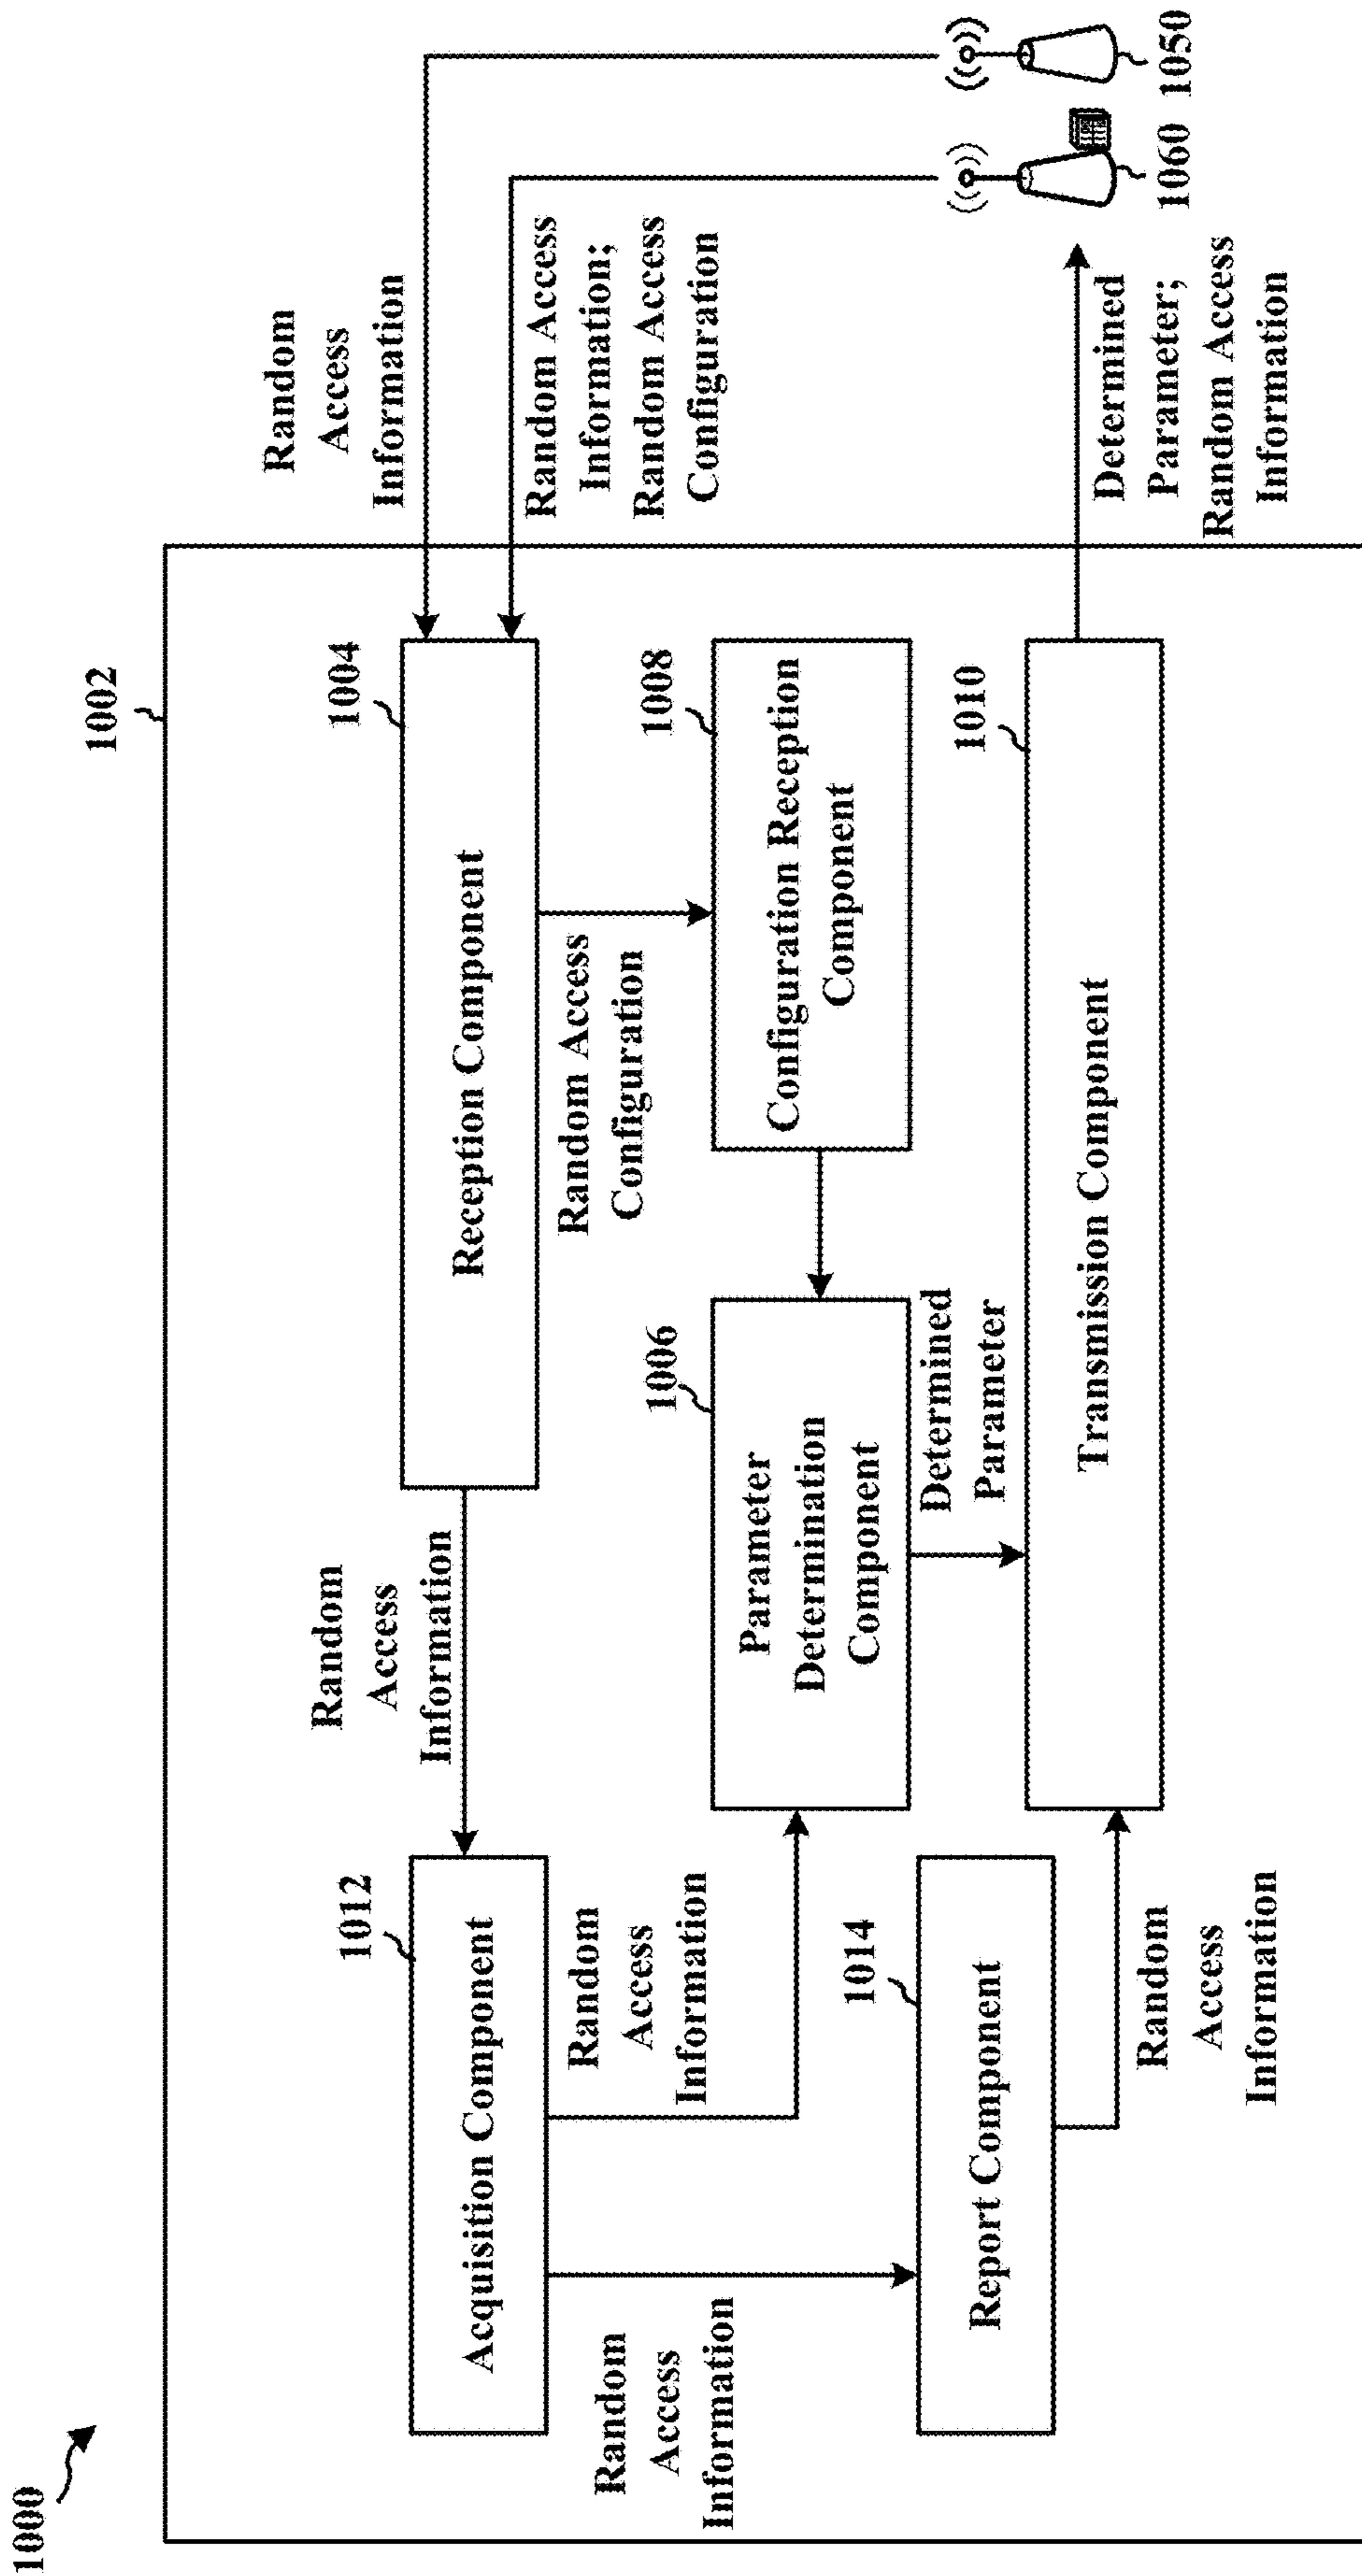 1000
1002
Random
Access
Information
Random Access
Information;
Random Access
Configuration
1004
Reception Component
Random
Access
Information
1012
Acquisition Component
Random Access
Configuration
1008
Configuration Reception
Component
1006
Parameter
Determination
Component
Random
Access
Information
Random
Access
Information
1014
Report Component
Determined
Parameter
1010
Transmission Component
Random
Access
Information
Determined
Parameter;
Random Access
Information
1060
1050